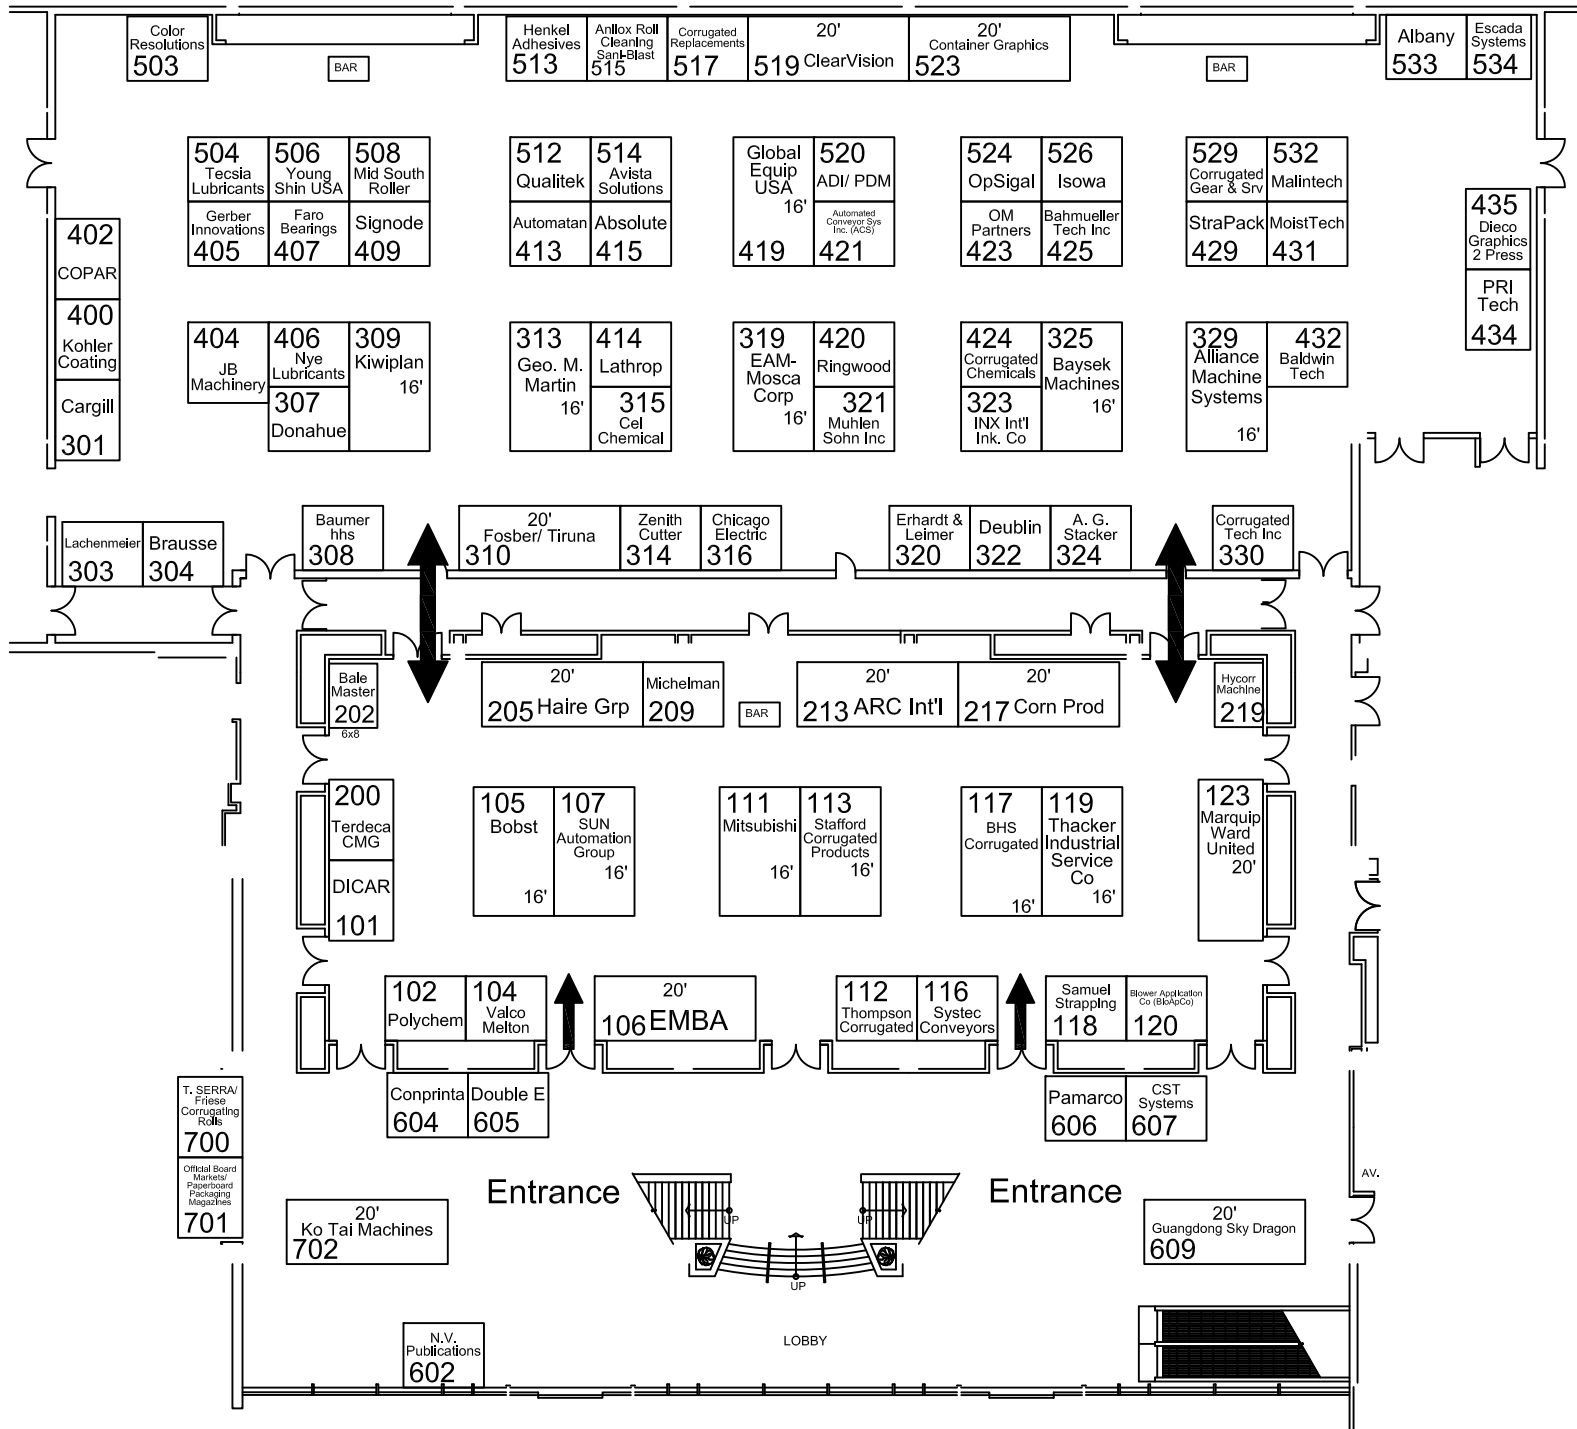 Color
Resolutions
503
BAR
Henkel
Adhesives
513
Anilox Roll
Cleaning
Sani-Blast
515
Corrugated
Replacements
517
20'
519 ClearVision
20'
Container Graphics
523
BAR
Albany
533
Escada
Systems
534
504
Tecsia
Lubricants
506
Young
Shin USA
508
Mid South
Roller
Gerber
Innovations
405
Faro
Bearings
407
Signode
409
512
Qualitek
514
Avista
Solutions
Automatan
413
Absolute
415
Global
Equip
USA
16'
419
520
ADI/ PDM
Automated
Conveyor Sys
Inc. (ACS)
421
524
OpSigal
526
Isowa
OM
Partners
423
Bahmueller
Tech Inc
425
529
Corrugated
Gear & Srv
532
Malintech
StraPack
429
MoistTech
431
435
Dieco
Graphics
2 Press
PRI
Tech
434
402
COPAR
400
Kohler
Coating
Cargill
301
404
JB
Machinery
406
Nye
Lubricants
307
Donahue
309
Kiwiplan
16'
313
Geo. M.
Martin
16'
414
Lathrop
315
Cel
Chemical
319
EAM-
Mosca
Corp
16'
420
Ringwood
321
Muhlen
Sohn Inc
424
Corrugated
Chemicals
323
INX Int'l
Ink. Co
325
Baysek
Machines
16'
329
Alliance
Machine
Systems
16'
432
Baldwin
Tech
Lachenmeier
303
Brausse
304
Baumer
hhs
308
20'
Fosber/ Tiruna
310
Zenith
Cutter
314
Chicago
Electric
316
Erhardt &
Leimer
320
Deublin
322
A. G.
Stacker
324
Corrugated
Tech Inc
330
Bale
Master
202
6x8
20'
205 Haire Grp
Michelman
209
BAR
20'
213 ARC Int'l
20'
217 Corn Prod
Hycorr
Machine
219
200
Terdeca
CMG
DICAR
101
105
Bobst
16'
107
SUN
Automation
Group
16'
111
Mitsubishi
16'
113
Stafford
Corrugated
Products
16'
117
BHS
Corrugated
16'
119
Thacker
Industrial
Service
Co
16'
123
Marquip
Ward
United
20'
102
Polychem
104
Valco
Melton
20'
106 EMBA
112
Thompson
Corrugated
116
Systec
Conveyors
Samuel
Strapping
118
Blower Application
Co (BloApCo)
120
Conprinta
604
Double E
605
Pamarco
606
CST
Systems
607
T. SERRA/
Friese
Corrugating
Rolls
700
Official Board
Markets/
Paperboard
Packaging
Magazines
701
Entrance
Entrance
AV.
20'
Ko Tai Machines
702
UP
UP
UP
20'
Guangdong Sky Dragon
609
N.V.
Publications
602
LOBBY